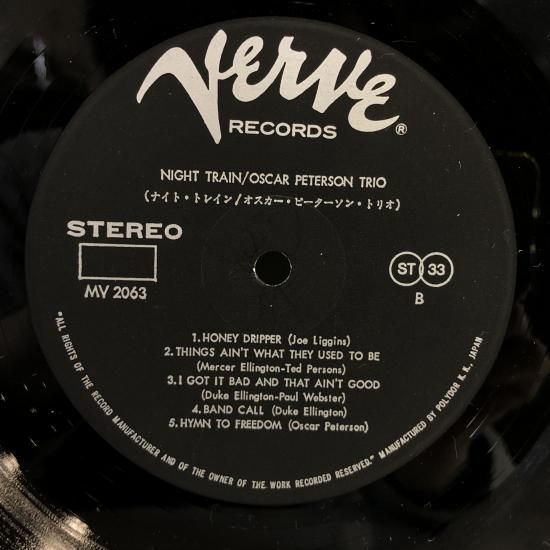 Verve
RECORDS ®
NIGHT TRAIN/OSCAR PETERSON TRIO
(ナイト・トレイン/オスカー・ピーターソン・トリオ)
STEREO
MV 2063
ST 33
B
1. HONEY DRIPPER (Joe Liggins)
2. THINGS AIN'T WHAT THEY USED TO BE
(Mercer Ellington-Ted Persons)
3. I GOT IT BAD AND THAT AIN'T GOOD
(Duke Ellington-Paul Webster)
4. BAND CALL (Duke Ellington)
5. HYMN TO FREEDOM (Oscar Peterson)
"ALL RIGHTS OF THE RECORD MANUFACTURER AND OF THE OWNER OF THE WORK RECORDED RESERVED." MANUFACTURED BY POLYDOR K. K., JAPAN